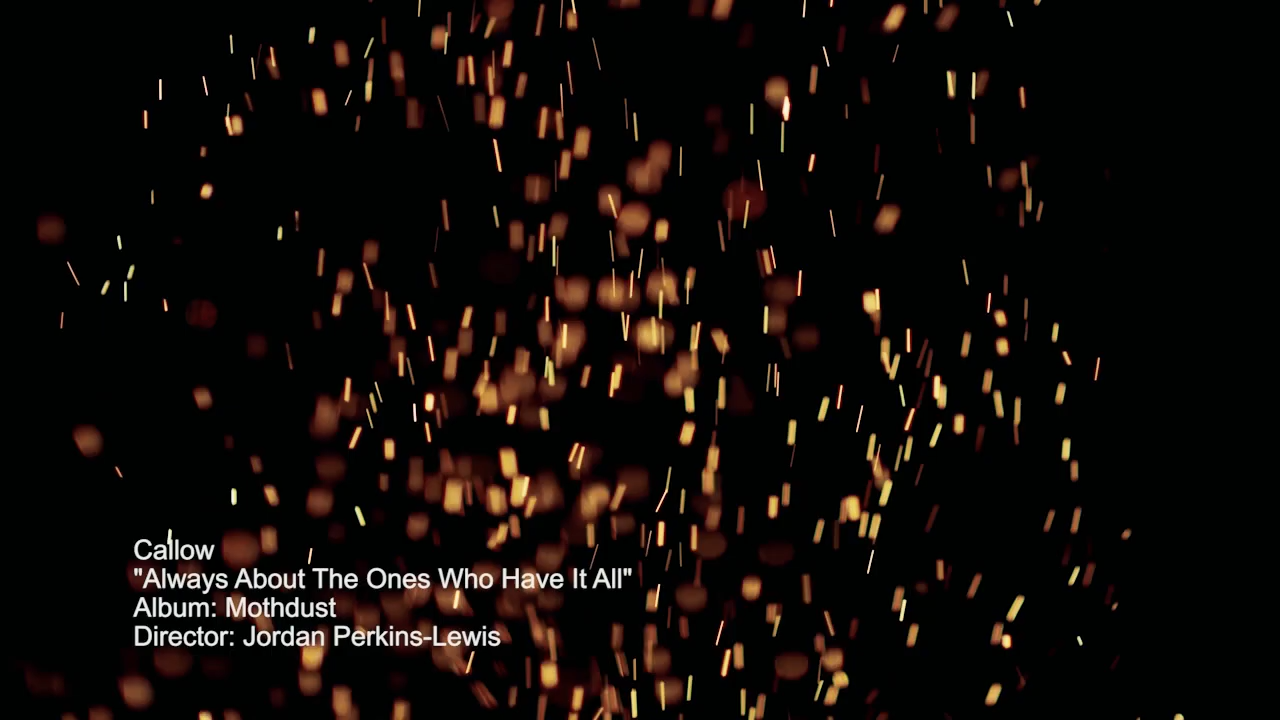 Callow
"Always About The Ones Who Have It All"
Album: Mothdust
Director: Jordan Perkins-Lewis